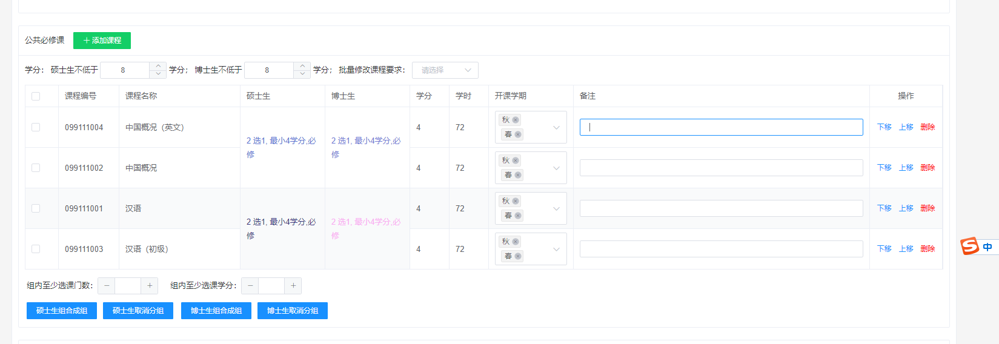 公共必修课 + 添加课程
学分： 硕士生不低于 8 学分； 博士生不低于 8 学分； 批量修改课程要求： 请选择
课程编号 课程名称 硕士生 博士生 学分 学时 开课学期 备注 操作
099111004 中国概况（英文） 2 选1, 最小4学分,必修 2 选1, 最小4学分,必修 4 72 秋 春 下移 上移 删除
099111002 中国概况 4 72 秋 春 下移 上移 删除
099111001 汉语 2 选1, 最小4学分,必修 2 选1, 最小4学分,必修 4 72 秋 春 下移 上移 删除
099111003 汉语（初级） 4 72 秋 春 下移 上移 删除
组内至少选课门数： － + 组内至少选课学分： － +
硕士生组合成组 硕士生取消分组 博士生组合成组 博士生取消分组
S 中